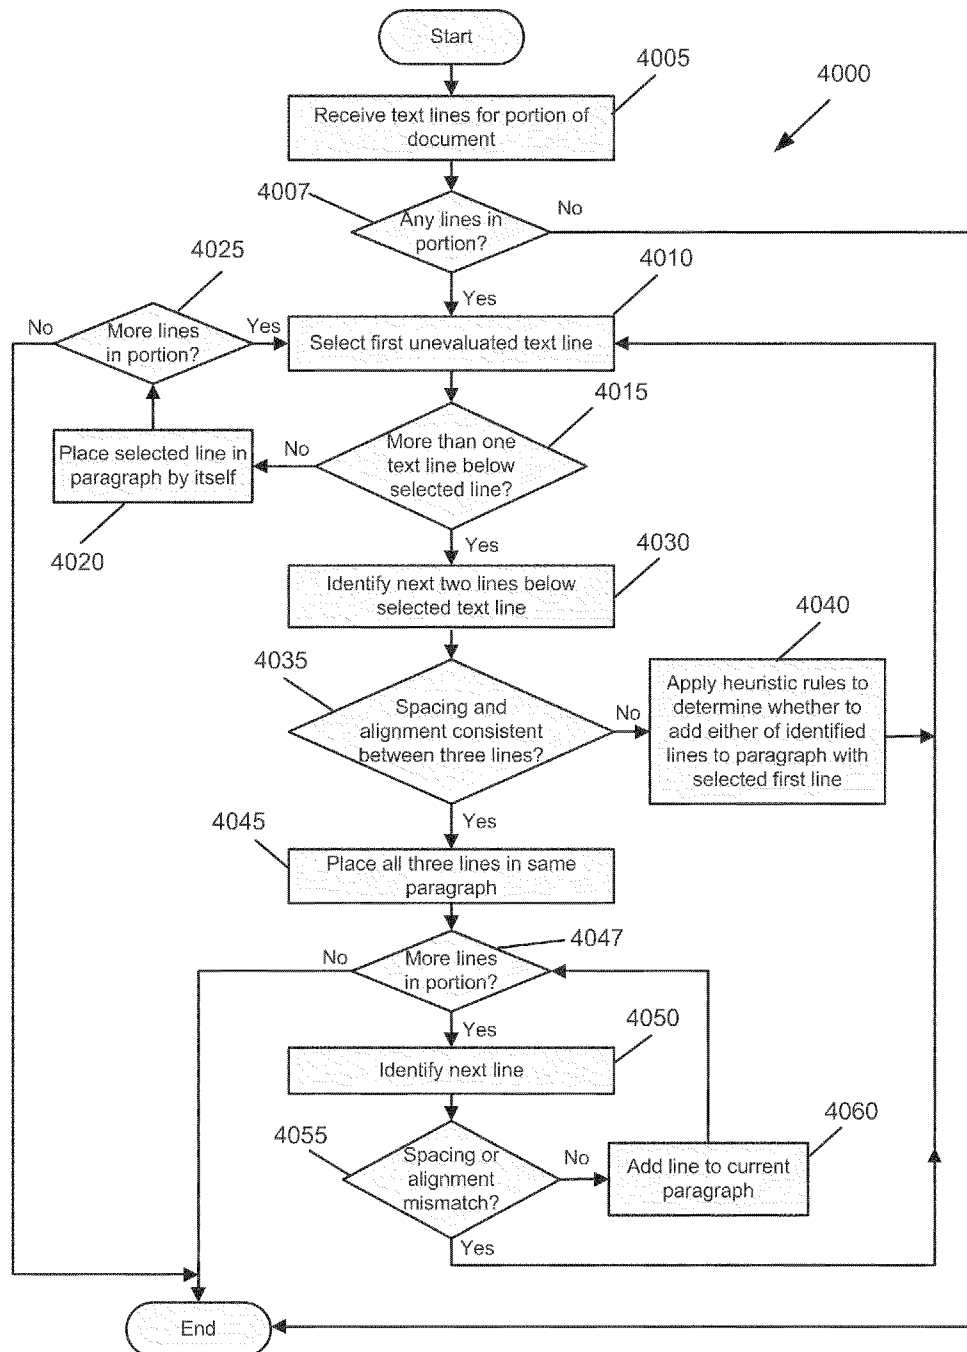 Start
4005
4000
Receive text lines for portion of
document
4007
Any lines in
portion?
No
Yes
4010
4025
No
More lines
in portion?
Yes
Select first unevaluated text line
4015
More than one
text line below
selected line?
No
Place selected line in
paragraph by itself
4020
Yes
4030
Identify next two lines below
selected text line
4040
4035
Spacing and
alignment consistent
between three lines?
No
Apply heuristic rules to
determine whether to
add either of identified
lines to paragraph with
selected first line
Yes
4045
Place all three lines in same
paragraph
4047
No
More lines
in portion?
Yes
4050
Identify next line
4060
4055
Spacing or
alignment
mismatch?
No
Add line to current
paragraph
Yes
End